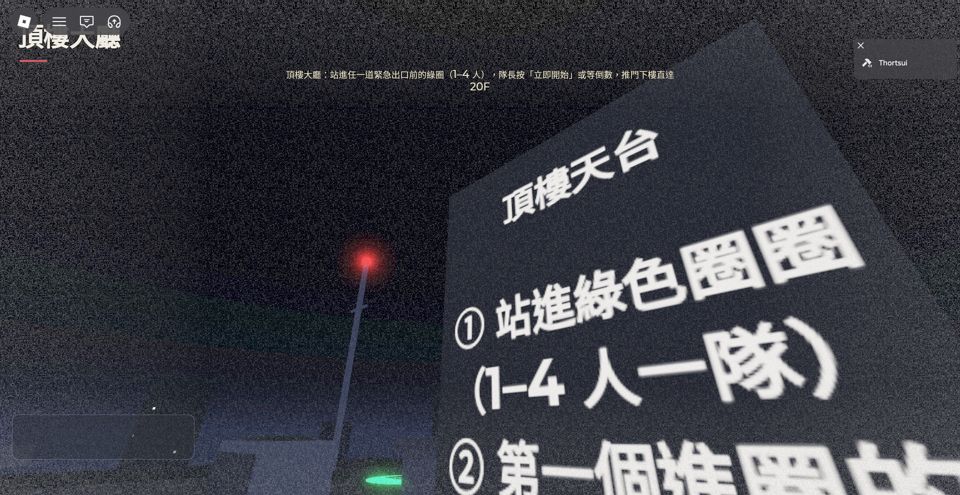 頂樓大廳
頂樓大廳：站進任一道緊急出口前的綠圈（1–4 人），隊長按「立即開始」或等倒數，推門下樓直達
20F
Thortsui
頂樓天台
① 站進綠色圈圈
（1–4 人一隊）
② 第一個進圈的